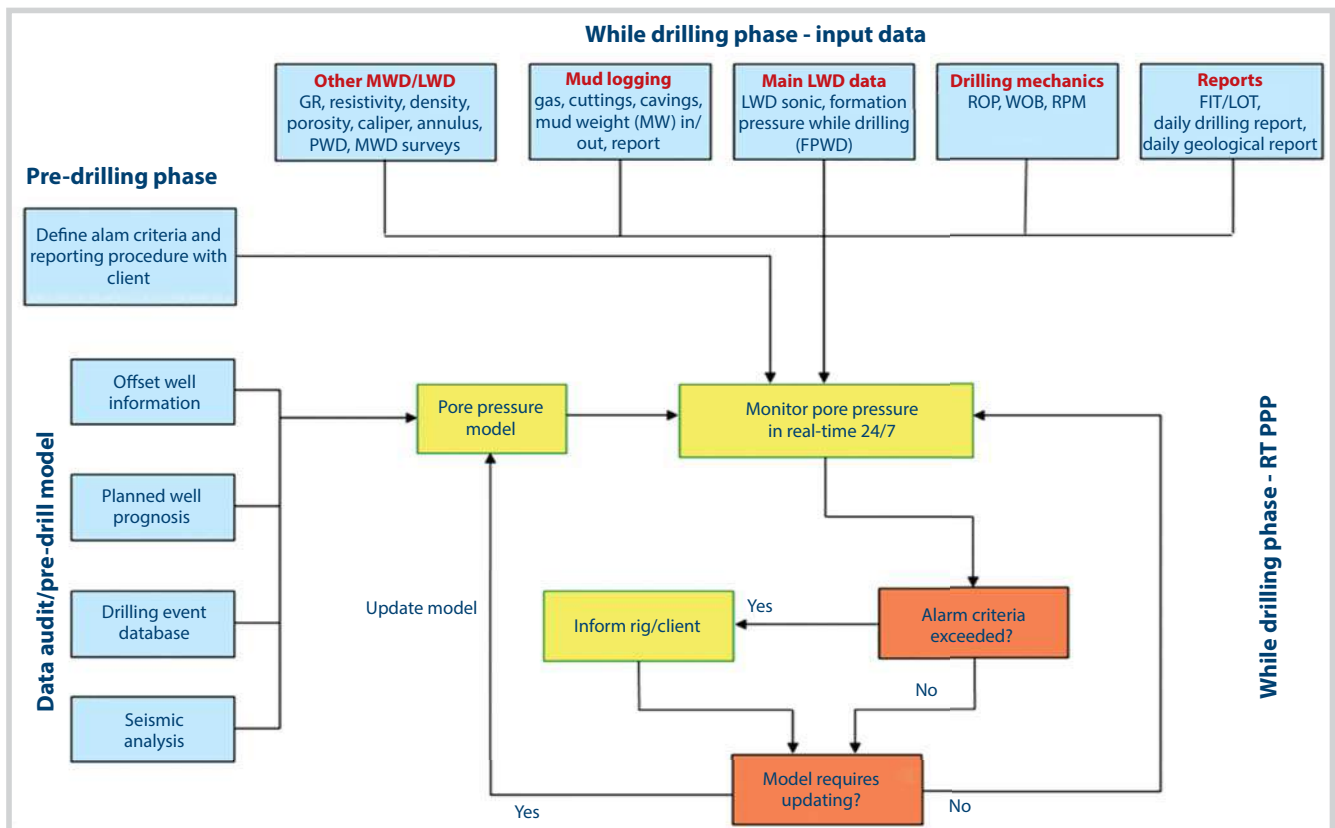 While drilling phase - input data
Other MWD/LWD
GR, resistivity, density,
porosity, caliper, annulus,
PWD, MWD surveys
Mud logging
gas, cuttings, cavings,
mud weight (MW) in/
out, report
Main LWD data
LWD sonic, formation
pressure while drilling
(FPWD)
Drilling mechanics
ROP, WOB, RPM
Reports
FIT/LOT,
daily drilling report,
daily geological report
Pre-drilling phase
Define alam criteria and
reporting procedure with
client
Data audit/pre-drill model
Offset well
information
Planned well
prognosis
Drilling event
database
Seismic
analysis
Pore pressure
model
Monitor pore pressure
in real-time 24/7
While drilling phase - RT PPP
Update model
Inform rig/client
Yes
Alarm criteria
exceeded?
No
Model requires
updating?
Yes
No